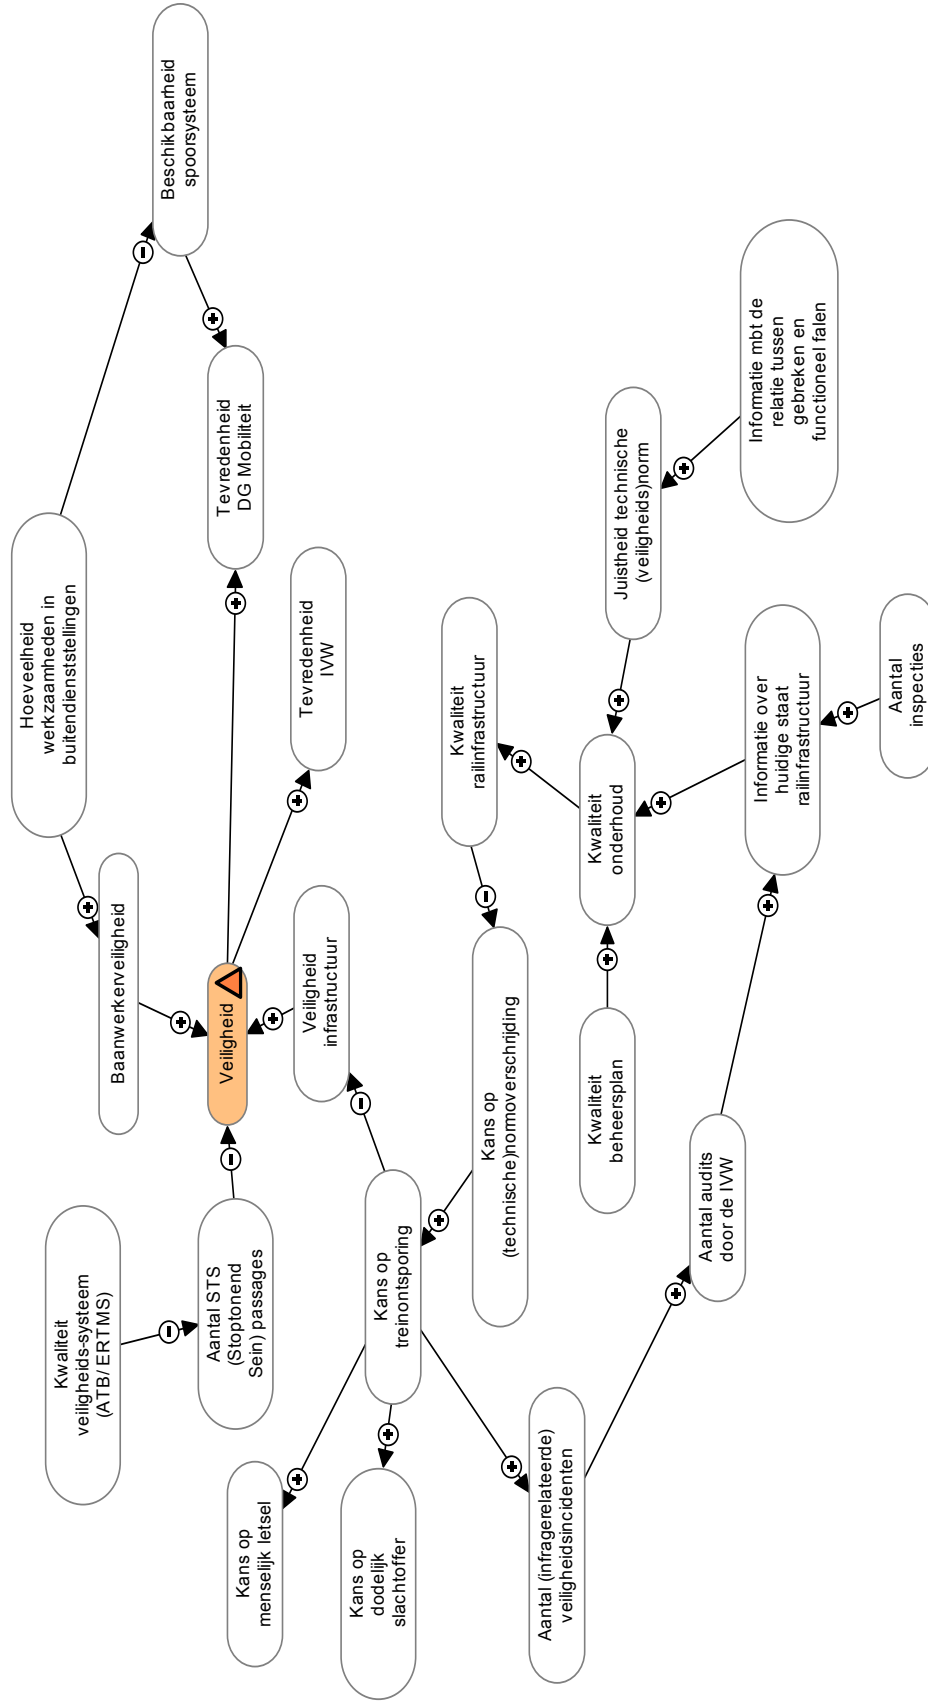 Kwaliteit
veiligheids-systeem
(ATB/ ERTMS)
Hoeveelheid
werkzaamheden in
buitendienststellingen
Baanwerkerveiligheid
Beschikbaarheid
spoorsysteem
Aantal STS
(Stoptonend
Sein) passages
Veiligheid
Tevredenheid
DG Mobiliteit
Kans op
menselijk letsel
Veiligheid
infrastructuur
Tevredenheid
IVW
Kans op
dodelijk
slachtoffer
Kans op
treinontsporing
Kans op
(technische)normoverschrijding
Kwaliteit
railinfrastructuur
Aantal (infragerelateerde)
veiligheidsincidenten
Kwaliteit
beheersplan
Kwaliteit
onderhoud
Juistheid technische
(veiligheids)norm
Aantal audits
door de IVW
Informatie over
huidige staat
railinfrastructuur
Informatie mbt de
relatie tussen
gebreken en
functioneel falen
Aantal
inspecties